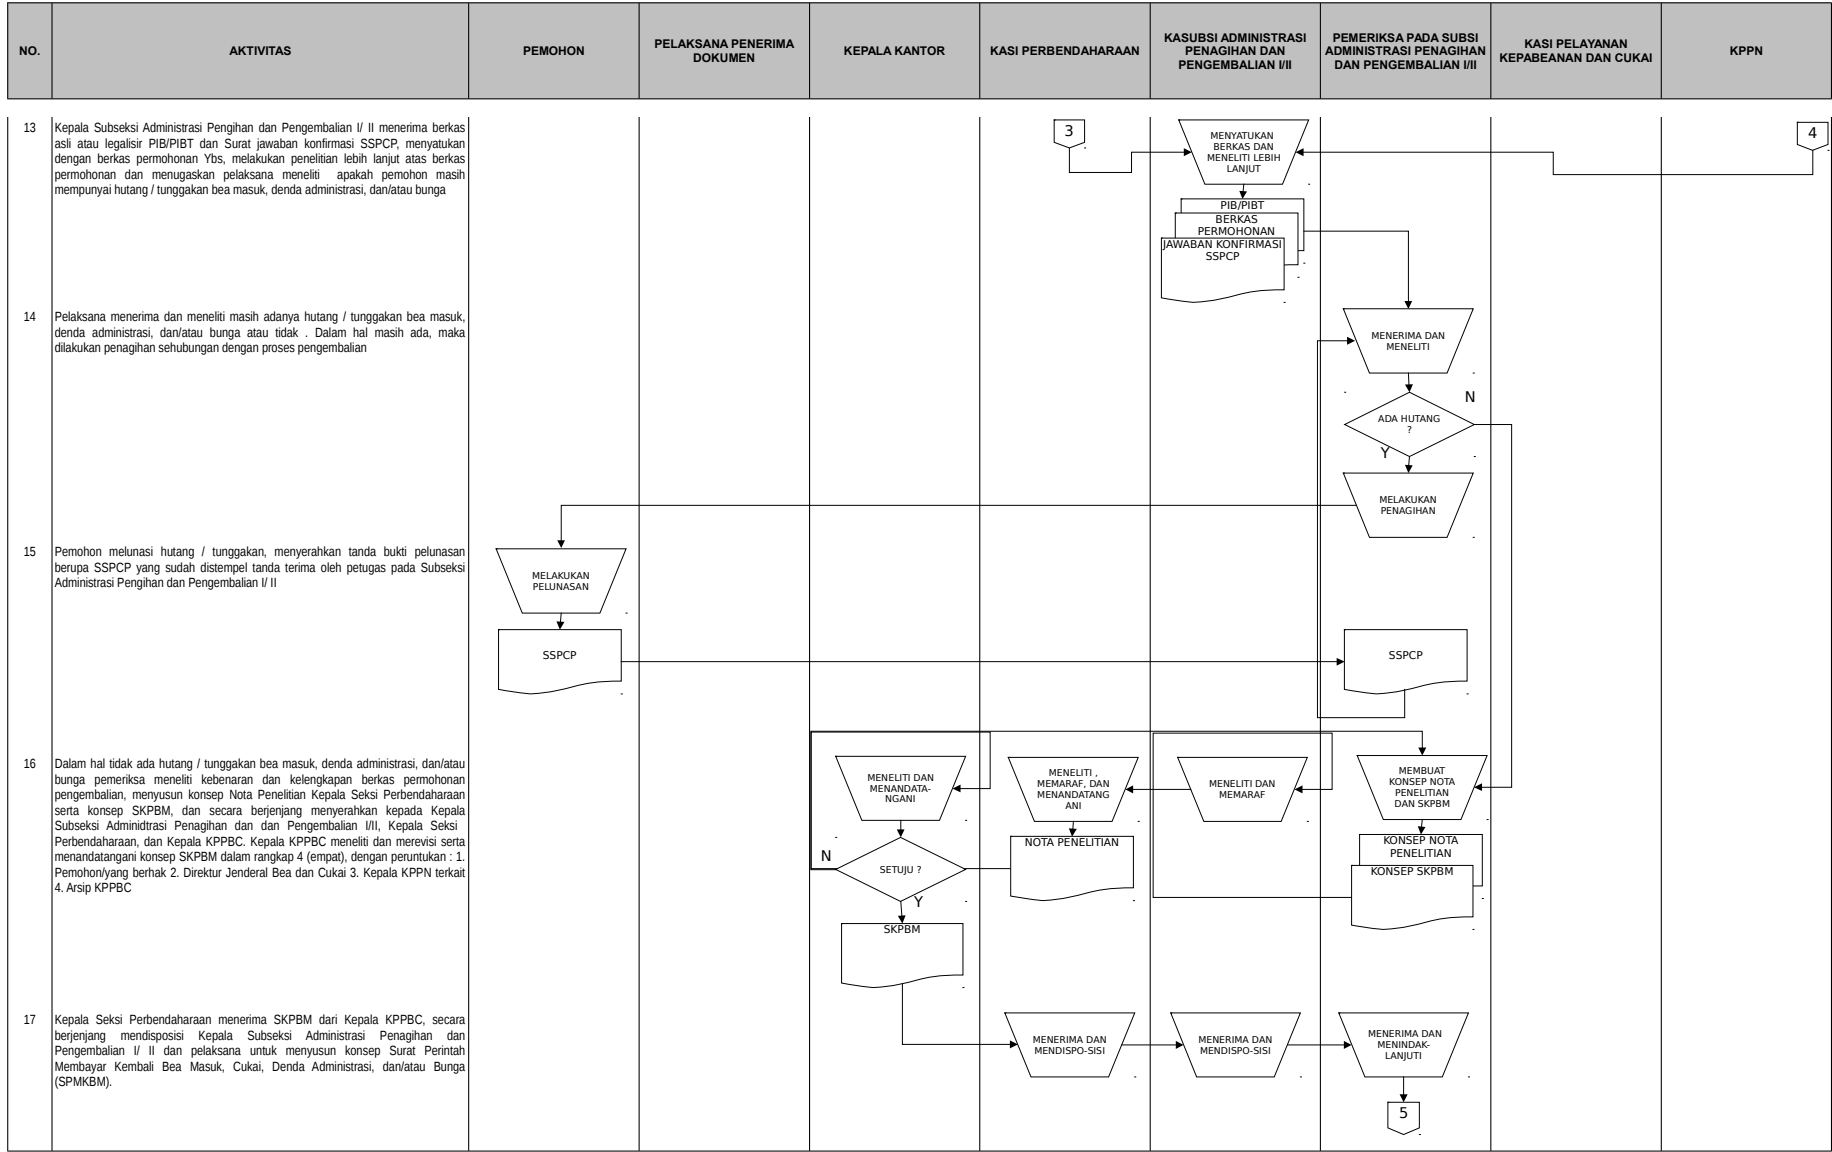 NO.
AKTIVITAS
PEMOHON
PELAKSANA PENERIMA
DOKUMEN
KEPALA KANTOR
KASI PERBENDAHARAAN
KASUBSI ADMINISTRASI
PENAGIHAN DAN
PENGEMBALIAN I/II
PEMERIKSA PADA SUBSI
ADMINISTRASI PENAGIHAN
DAN PENGEMBALIAN I/II
KASI PELAYANAN
KEPABEANAN DAN CUKAI
KPPN
13
Kepala Subseksi Administrasi Pengihan dan Pengembalian I/ II menerima berkas
asli atau legalisir PIB/PIBT dan Surat jawaban konfirmasi SSPCP, menyatukan
dengan berkas permohonan Ybs, melakukan penelitian lebih lanjut atas berkas
permohonan dan menugaskan pelaksana meneliti apakah pemohon masih
mempunyai hutang / tunggakan bea masuk, denda administrasi, dan/atau bunga
3
MENYATUKAN
BERKAS DAN
MENELITI LEBIH
LANJUT
4
PIB/PIBT
BERKAS
PERMOHONAN
JAWABAN KONFIRMASI
SSPCP
14
Pelaksana menerima dan meneliti masih adanya hutang / tunggakan bea masuk,
denda administrasi, dan/atau bunga atau tidak . Dalam hal masih ada, maka
dilakukan penagihan sehubungan dengan proses pengembalian
MENERIMA DAN
MENELITI
N
ADA HUTANG
?
Y
MELAKUKAN
PENAGIHAN
15
Pemohon melunasi hutang / tunggakan, menyerahkan tanda bukti pelunasan
berupa SSPCP yang sudah distempel tanda terima oleh petugas pada Subseksi
Administrasi Pengihan dan Pengembalian I/ II
MELAKUKAN
PELUNASAN
SSPCP
SSPCP
16
Dalam hal tidak ada hutang / tunggakan bea masuk, denda administrasi, dan/atau
bunga pemeriksa meneliti kebenaran dan kelengkapan berkas permohonan
pengembalian, menyusun konsep Nota Penelitian Kepala Seksi Perbendaharaan
serta konsep SKPBM, dan secara berjenjang menyerahkan kepada Kepala
Subseksi Adminidtrasi Penagihan dan dan Pengembalian I/II, Kepala Seksi
Perbendaharaan, dan Kepala KPPBC. Kepala KPPBC meneliti dan merevisi serta
menandatangani konsep SKPBM dalam rangkap 4 (empat), dengan peruntukan : 1.
Pemohon/yang berhak 2. Direktur Jenderal Bea dan Cukai 3. Kepala KPPN terkait
4. Arsip KPPBC
MENELITI DAN
MENANDATA-
NGANI
MENELITI ,
MEMARAF, DAN
MENANDATANG
ANI
MENELITI DAN
MEMARAF
MEMBUAT
KONSEP NOTA
PENELITIAN
DAN SKPBM
N
SETUJU ?
Y
NOTA PENELITIAN
KONSEP NOTA
PENELITIAN
KONSEP SKPBM
SKPBM
17
Kepala Seksi Perbendaharaan menerima SKPBM dari Kepala KPPBC, secara
berjenjang mendisposisi Kepala Subseksi Administrasi Penagihan dan
Pengembalian I/ II dan pelaksana untuk menyusun konsep Surat Perintah
Membayar Kembali Bea Masuk, Cukai, Denda Administrasi, dan/atau Bunga
(SPMKBM).
MENERIMA DAN
MENDISPO-SISI
MENERIMA DAN
MENDISPO-SISI
MENERIMA DAN
MENINDAK-
LANJUTI
5